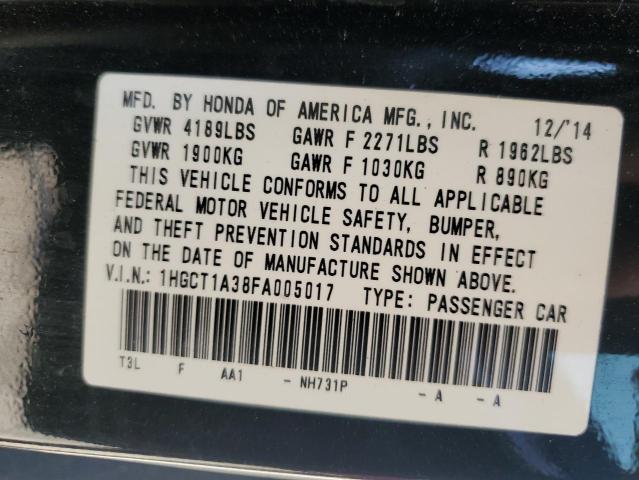 MFD. BY HONDA OF AMERICA MFG., INC. 12/'14
GVWR 4189LBS GAWR F 2271LBS R 1962LBS
GVWR 1900KG GAWR F 1030KG R 890KG
THIS VEHICLE CONFORMS TO ALL APPLICABLE
FEDERAL MOTOR VEHICLE SAFETY, BUMPER,
AND THEFT PREVENTION STANDARDS IN EFFECT
ON THE DATE OF MANUFACTURE SHOWN ABOVE.
V.I.N.: 1HGCT1A38FA005017 TYPE: PASSENGER CAR
T3L F AA1 - NH731P - A - A